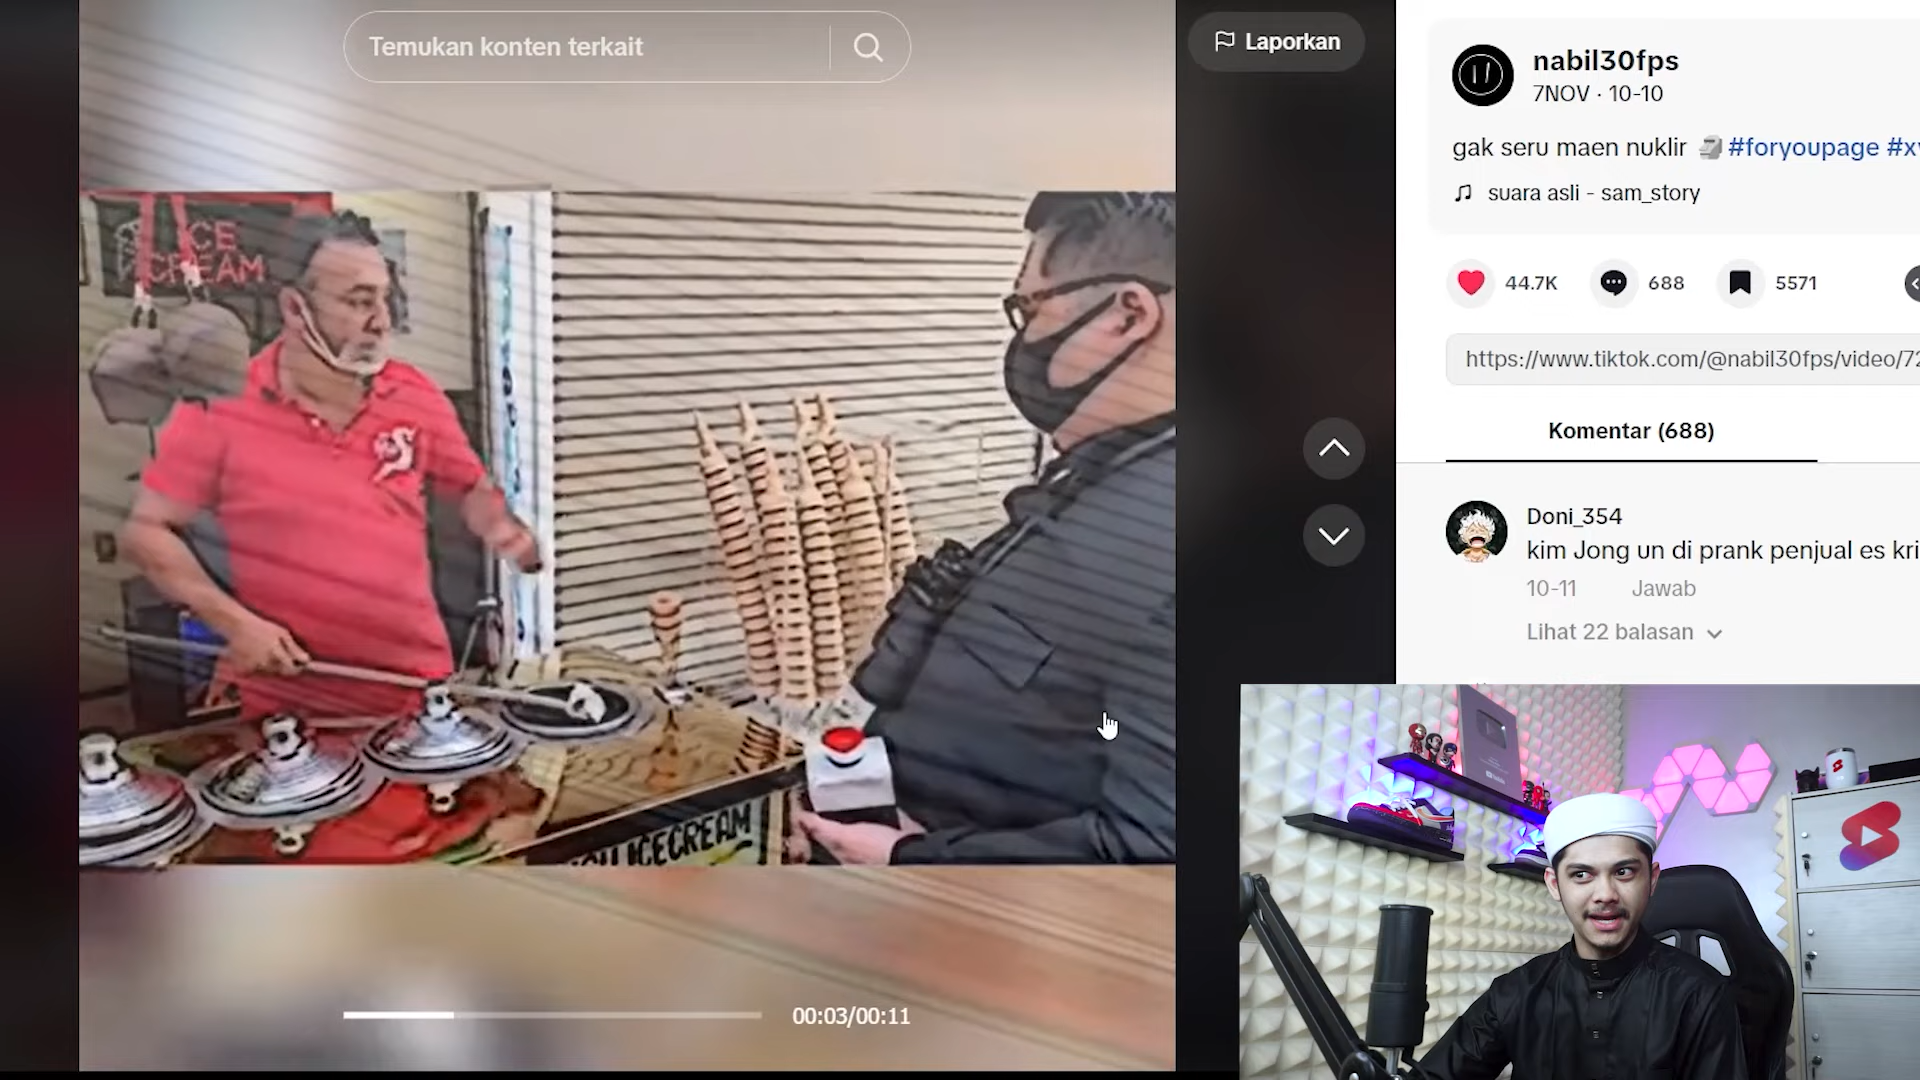 Temukan konten terkait
Laporkan
nabil30fps
7NOV · 10-10
gak seru maen nuklir 🗿 #foryoupage
suara asli - sam_story
44.7K
688
5571
https://www.tiktok.com/@nabil30fps/video/72
Komentar (688)
Doni_354
kim Jong un di prank penjual es
10-11 Jawab
Lihat 22 balasan
ICE
CREAM
ICECREAM
00:03/00:11